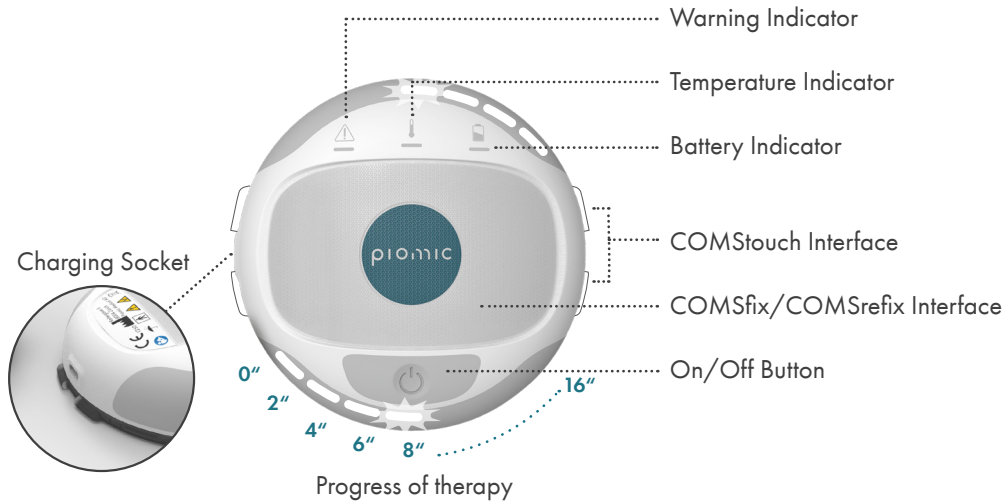 Warning Indicator
Temperature Indicator
Battery Indicator
piomic
COMStouch Interface
Charging Socket
COMSfix/COMSrefix Interface
On/Off Button
0“
2“
4“
6“
8“
16“
Progress of therapy